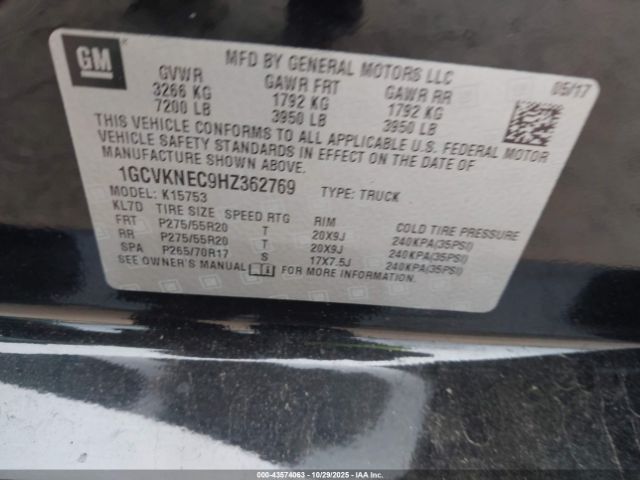 GM
MFD BY GENERAL MOTORS LLC
05/17
GVWR GAWR FRT GAWR RR
3266 KG 1792 KG 1792 KG
7200 LB 3950 LB 3950 LB
THIS VEHICLE CONFORMS TO ALL APPLICABLE U.S. FEDERAL MOTOR
VEHICLE SAFETY STANDARDS IN EFFECT ON THE DATE OF
MANUFACTURE SHOWN ABOVE.
1GCVKNEC9HZ362769 TYPE: TRUCK
MODEL: K15753
KL7D TIRE SIZE SPEED RTG RIM COLD TIRE PRESSURE
FRT P275/55R20 T 20X9J 240KPA(35PSI)
RR P275/55R20 T 20X9J 240KPA(35PSI)
SPA P265/70R17 S 17X7.5J 240KPA(35PSI)
SEE OWNER'S MANUAL FOR MORE INFORMATION.
000-43574063 - 10/29/2025 - IAAI.COM